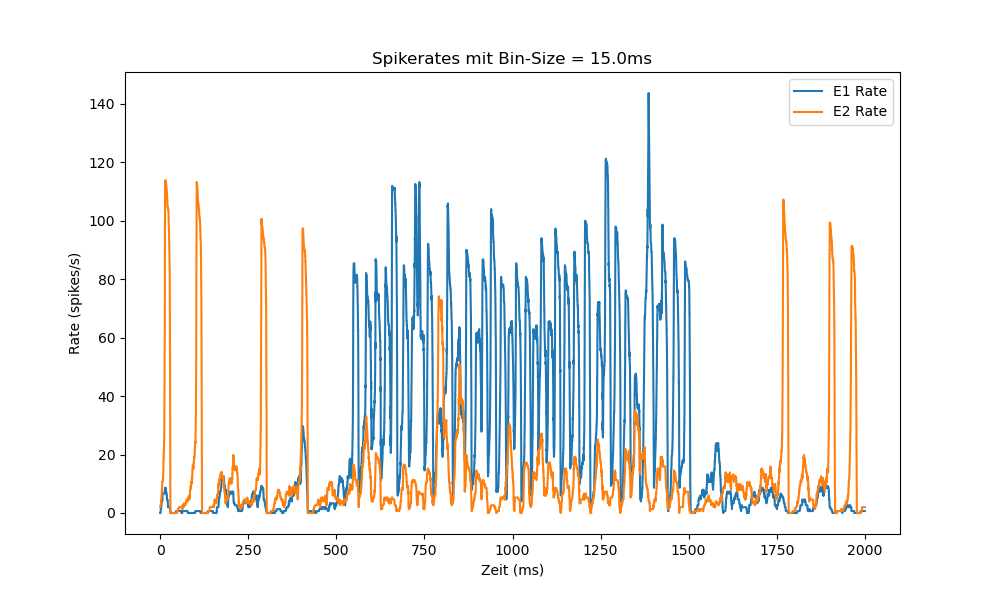 Spikerates mit Bin-Size = 15.0ms
E1 Rate
E2 Rate
Rate (spikes/s)
140
120
100
80
60
40
20
0
0 250 500 750 1000 1250 1500 1750 2000
Zeit (ms)